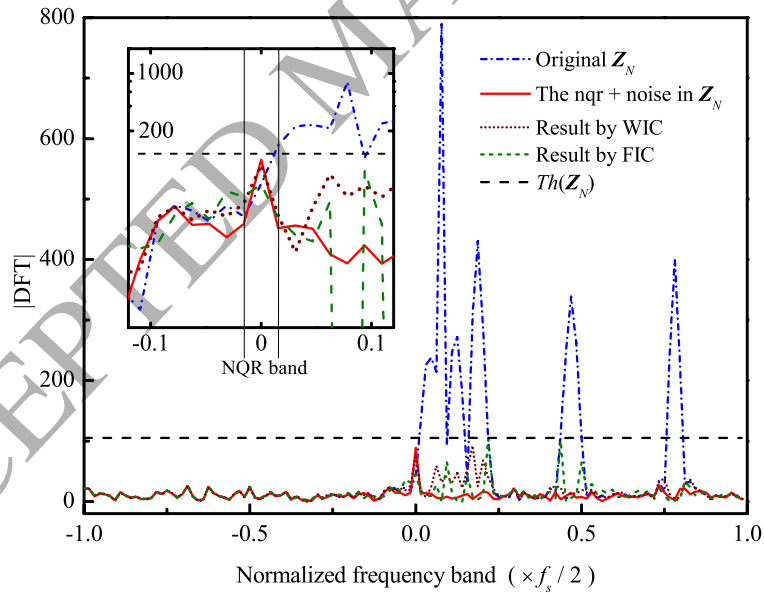 CEPTED MA
800
600
400
200
0
|DFT|
-1.0
-0.5
0.0
0.5
1.0
Normalized frequency band ( × f_s / 2 )
Original Z_N
The nqr + noise in Z_N
Result by WIC
Result by FIC
Th(Z_N)
1000
200
-0.1
0
0.1
NQR band